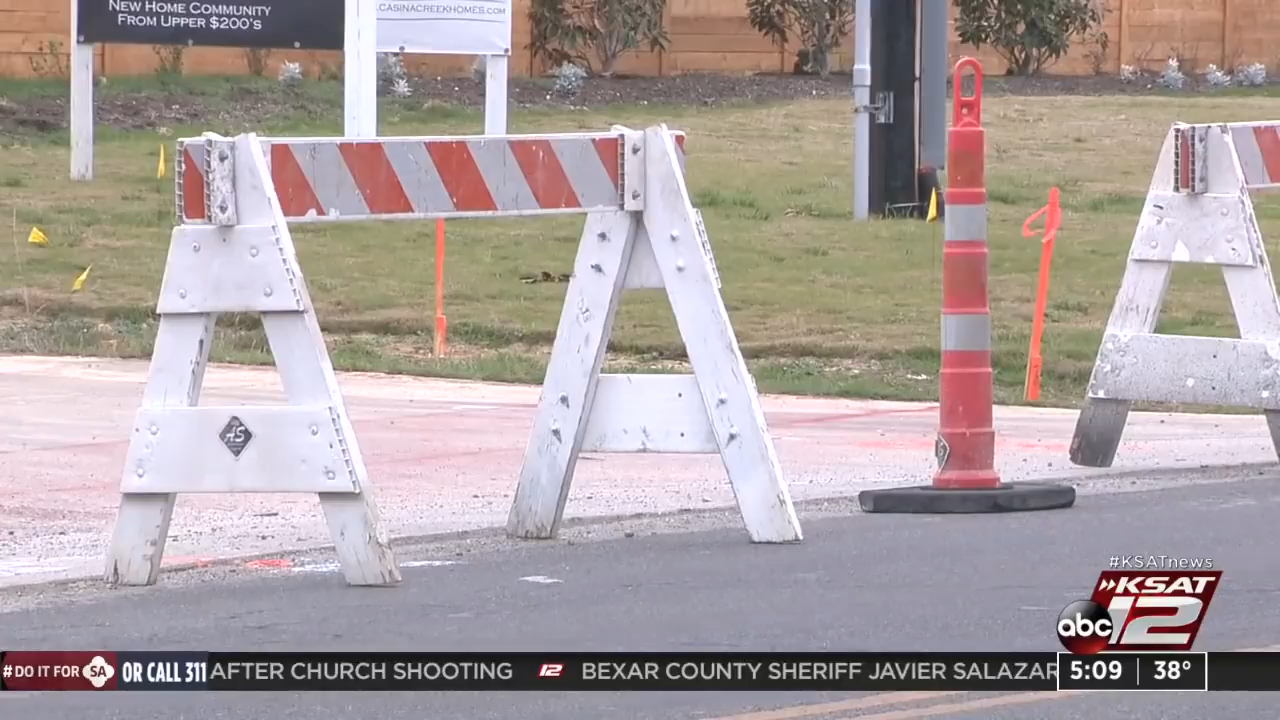 New Home Community
From Upper $200's
.casinacreekhomes.com
AS
#KSATnews
KSAT
12
abc
#DO IT FOR SA OR CALL 311 AFTER CHURCH SHOOTING 12 BEXAR COUNTY SHERIFF JAVIER SALAZAR 5:09 38°